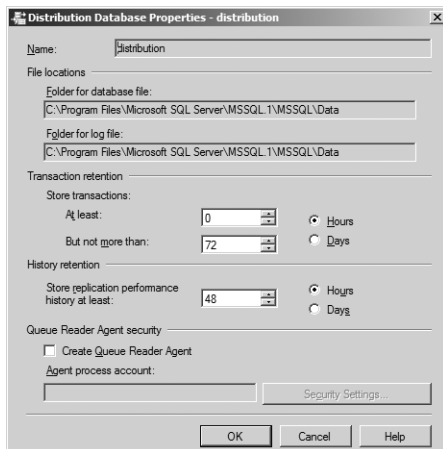 Distribution Database Properties - distribution
Name: distribution
File locations
Folder for database file:
C:\Program Files\Microsoft SQL Server\MSSQL.1\MSSQL\Data
Folder for log file:
C:\Program Files\Microsoft SQL Server\MSSQL.1\MSSQL\Data
Transaction retention
Store transactions:
At least: 0 Hours
But not more than: 72 Days
History retention
Store replication performance
history at least: 48 Hours
Days
Queue Reader Agent security
Create Queue Reader Agent
Agent process account:
Security Settings...
OK Cancel Help